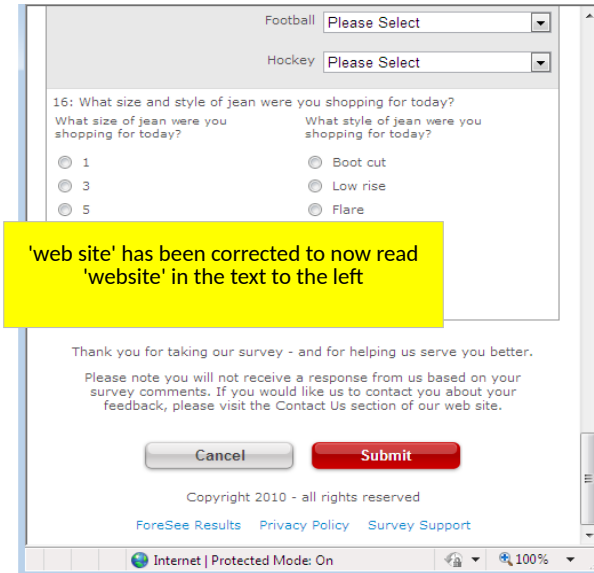 Football Please Select
Hockey Please Select
16: What size and style of jean were you shopping for today?
What size of jean were you
shopping for today?
What style of jean were you
shopping for today?
1
Boot cut
3
Low rise
5
Flare
'web site' has been corrected to now read
'website' in the text to the left
Thank you for taking our survey - and for helping us serve you better.
Please note you will not receive a response from us based on your
survey comments. If you would like us to contact you about your
feedback, please visit the Contact Us section of our web site.
Cancel Submit
Copyright 2010 - all rights reserved
ForeSee Results Privacy Policy Survey Support
Internet | Protected Mode: On 100%